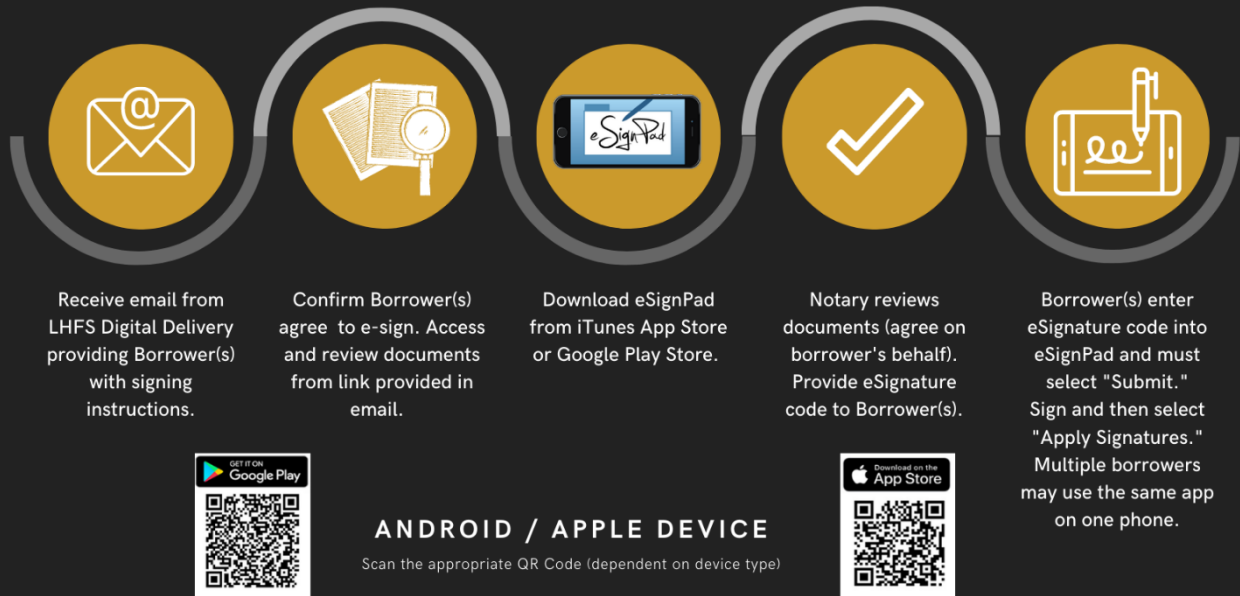 @
eSignPad
Receive email from
LHFS Digital Delivery
providing Borrower(s)
with signing
instructions.
Confirm Borrower(s)
agree to e-sign. Access
and review documents
from link provided in
email.
Download eSignPad
from iTunes App Store
or Google Play Store.
Notary reviews
documents (agree on
borrower's behalf).
Provide eSignature
code to Borrower(s).
Borrower(s) enter
eSignature code into
eSignPad and must
select "Submit."
Sign and then select
"Apply Signatures."
Multiple borrowers
may use the same app
on one phone.
GET IT ON
Google Play
ANDROID / APPLE DEVICE
Scan the appropriate QR Code (dependent on device type)
Download on the
App Store